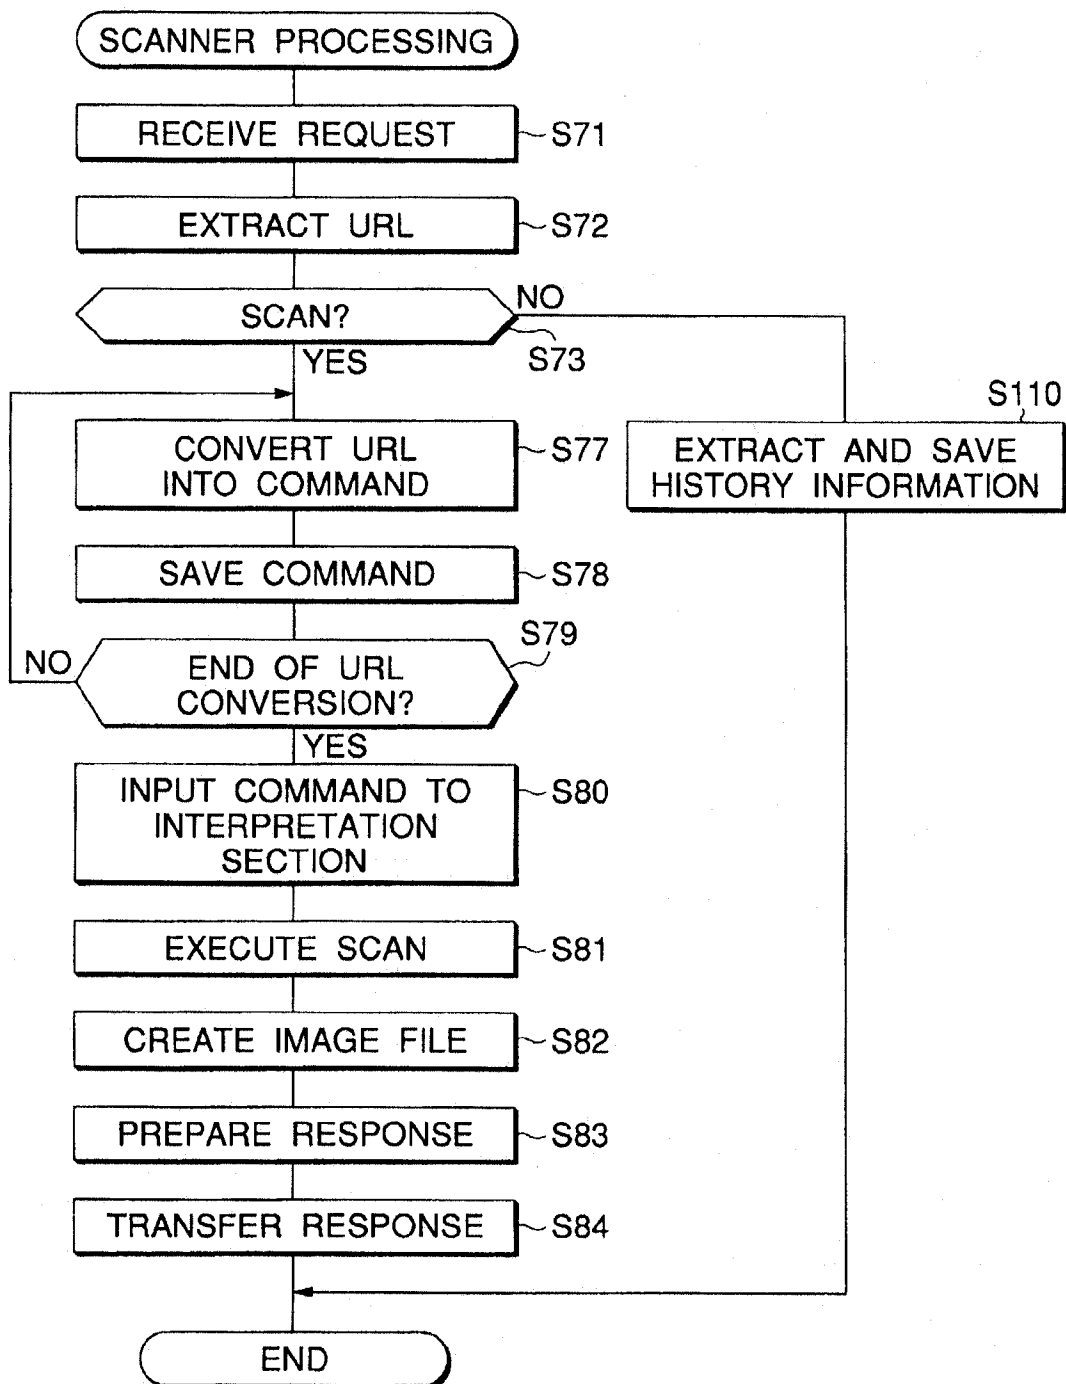 SCANNER PROCESSING
RECEIVE REQUEST
S71
EXTRACT URL
S72
SCAN?
NO
S73
YES
S110
EXTRACT AND SAVE
HISTORY INFORMATION
CONVERT URL
INTO COMMAND
S77
SAVE COMMAND
S78
S79
NO
END OF URL
CONVERSION?
YES
INPUT COMMAND TO
INTERPRETATION
SECTION
S80
EXECUTE SCAN
S81
CREATE IMAGE FILE
S82
PREPARE RESPONSE
S83
TRANSFER RESPONSE
S84
END